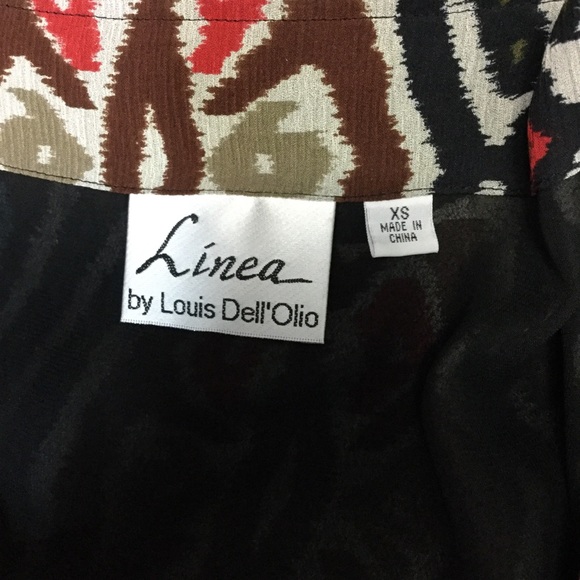 Linea
by Louis Dell'Olio
XS
MADE IN
CHINA